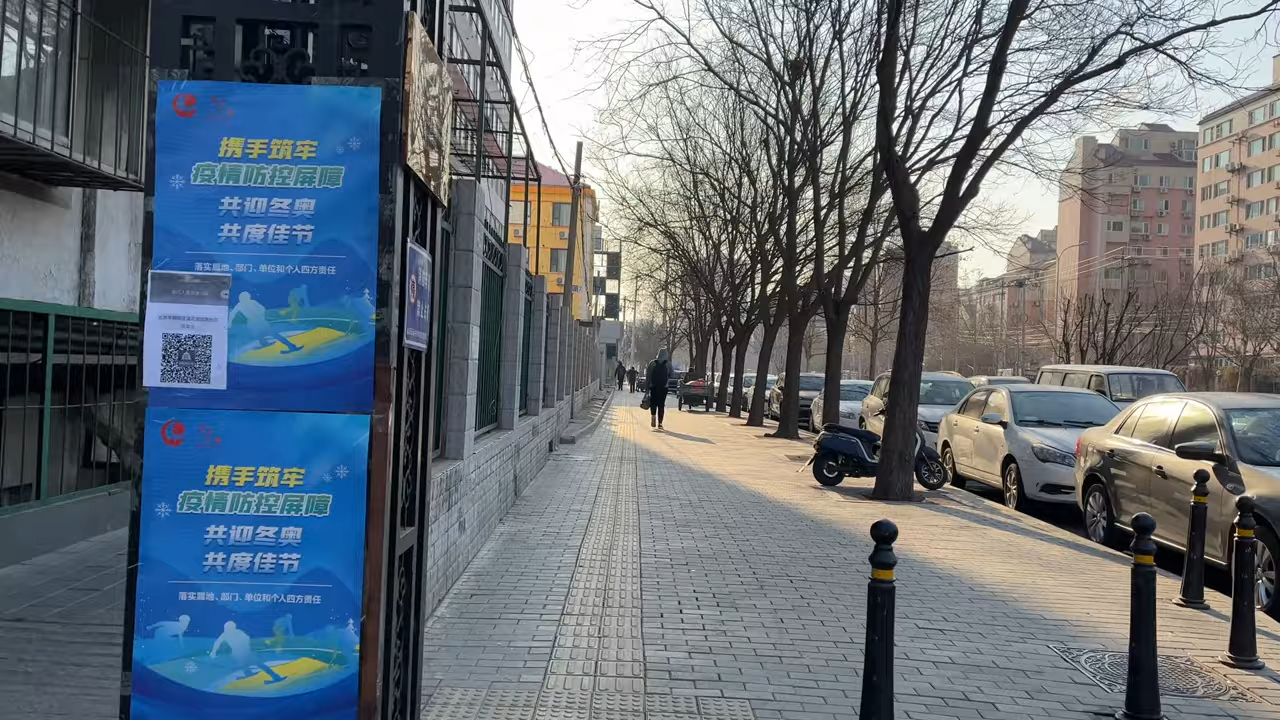 携手筑牢
疫情防控屏障
共迎冬奥
共度佳节
落实属地、部门、单位和个人四方责任
携手筑牢
疫情防控屏障
共迎冬奥
共度佳节
落实属地、部门、单位和个人四方责任